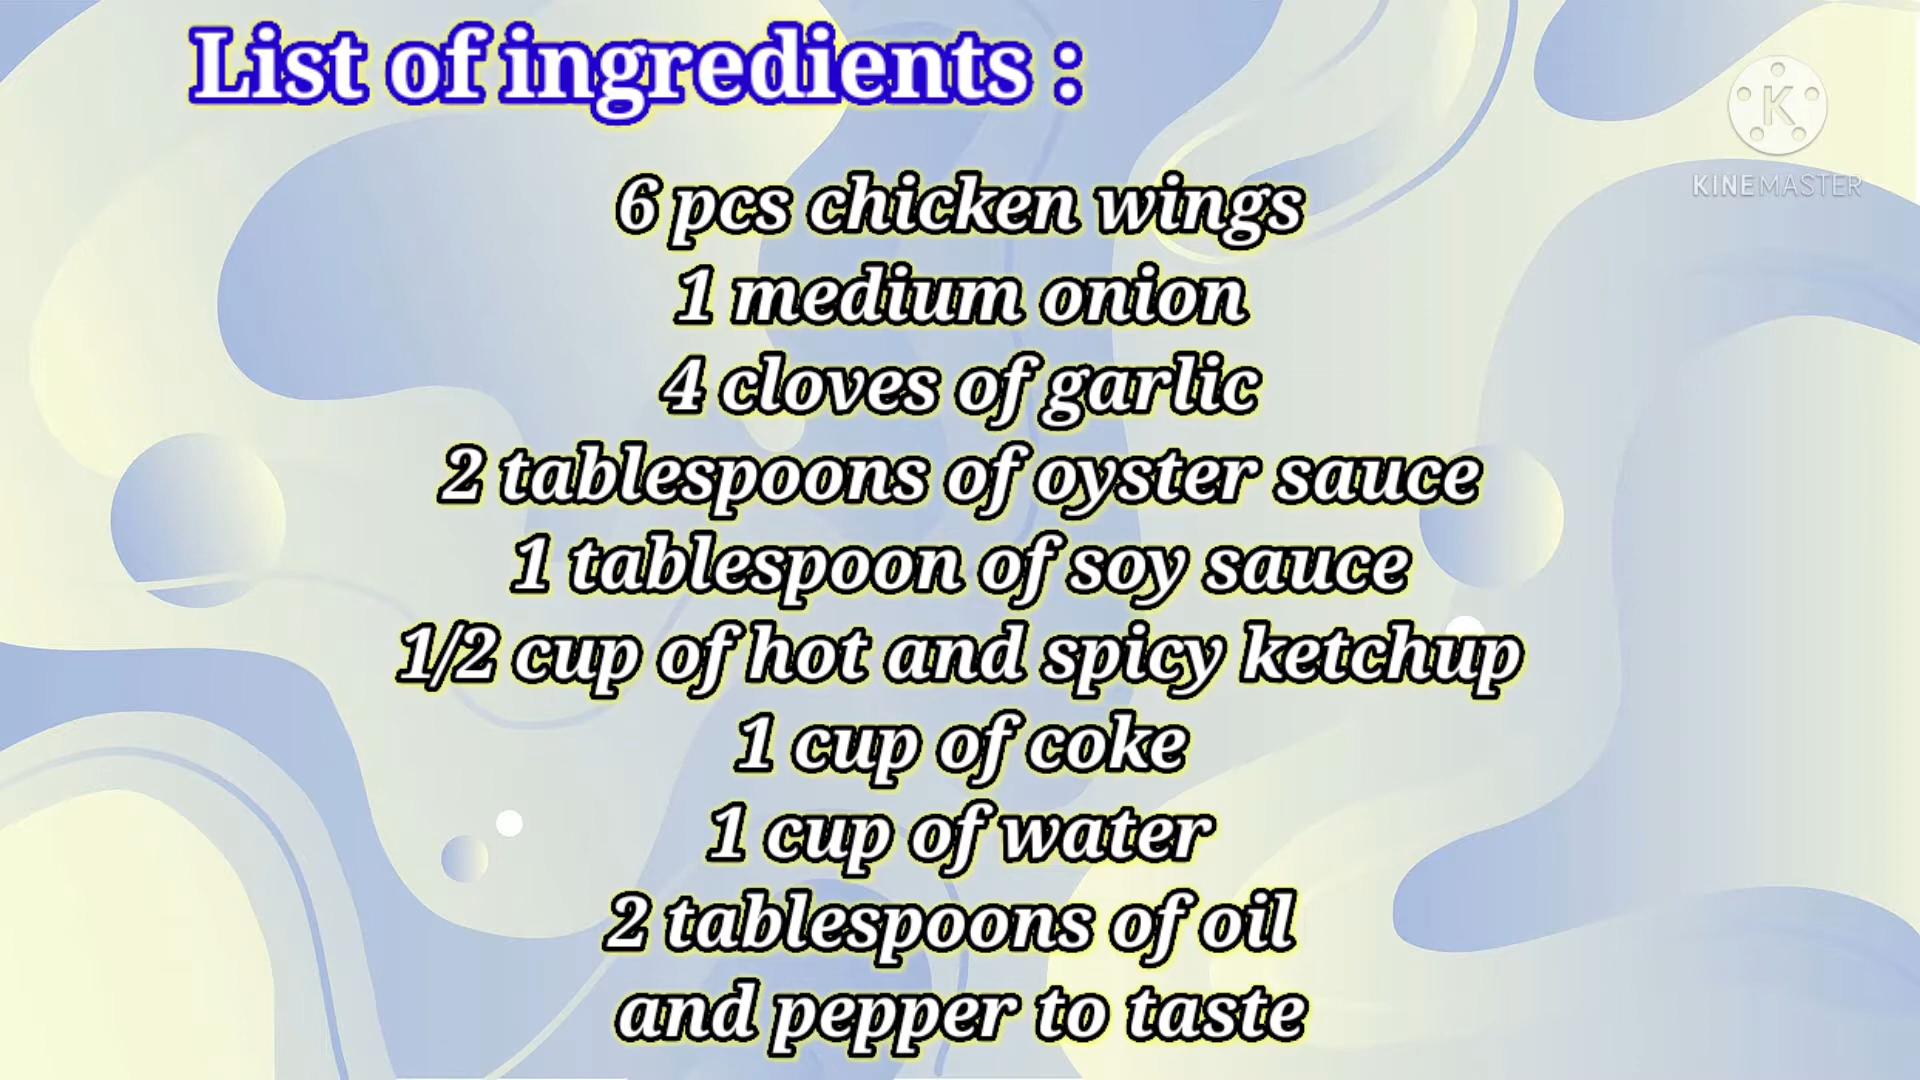 List of ingredients :
K
KINEMASTER
6 pcs chicken wings
1 medium onion
4 cloves of garlic
2 tablespoons of oyster sauce
1 tablespoon of soy sauce
1/2 cup of hot and spicy ketchup
1 cup of coke
1 cup of water
2 tablespoons of oil
and pepper to taste